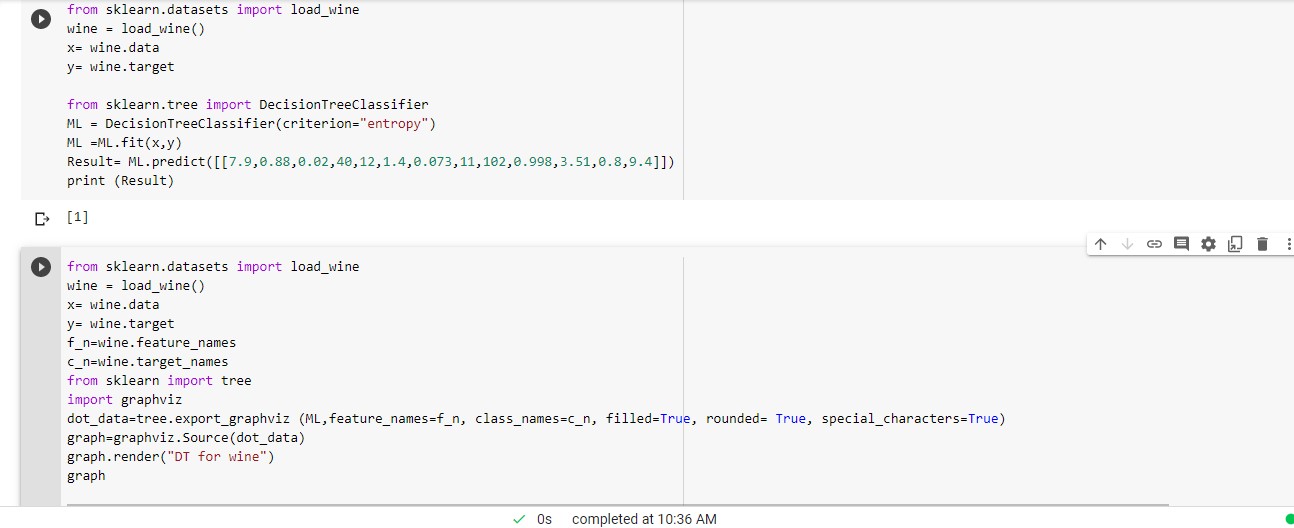 from sklearn.datasets import load_wine
wine = load_wine()
x= wine.data
y= wine.target
from sklearn.tree import DecisionTreeClassifier
ML = DecisionTreeClassifier(criterion="entropy")
ML =ML.fit(x,y)
Result= ML.predict([[7.9,0.88,0.02,40,12,1.4,0.073,11,102,0.998,3.51,0.8,9.4]])
print (Result)
[1]
from sklearn.datasets import load_wine
wine = load_wine()
x= wine.data
y= wine.target
f_n=wine.feature_names
c_n=wine.target_names
from sklearn import tree
import graphviz
dot_data=tree.export_graphviz (ML,feature_names=f_n, class_names=c_n, filled=True, rounded= True, special_characters=True)
graph=graphviz.Source(dot_data)
graph.render("DT for wine")
graph
0s completed at 10:36 AM